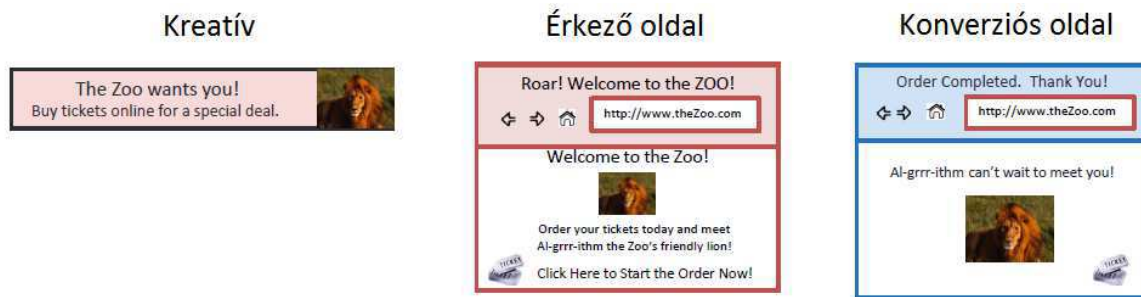 Kreatív
The Zoo wants you!
Buy tickets online for a special deal.
Érkező oldal
Roar! Welcome to the ZOO!
http://www.theZoo.com
Welcome to the Zoo!
Order your tickets today and meet
Al-grrr-ithm the Zoo's friendly lion!
TICKET
Click Here to Start the Order Now!
Konverziós oldal
Order Completed. Thank You!
http://www.theZoo.com
Al-grrr-ithm can't wait to meet you!
TICKET